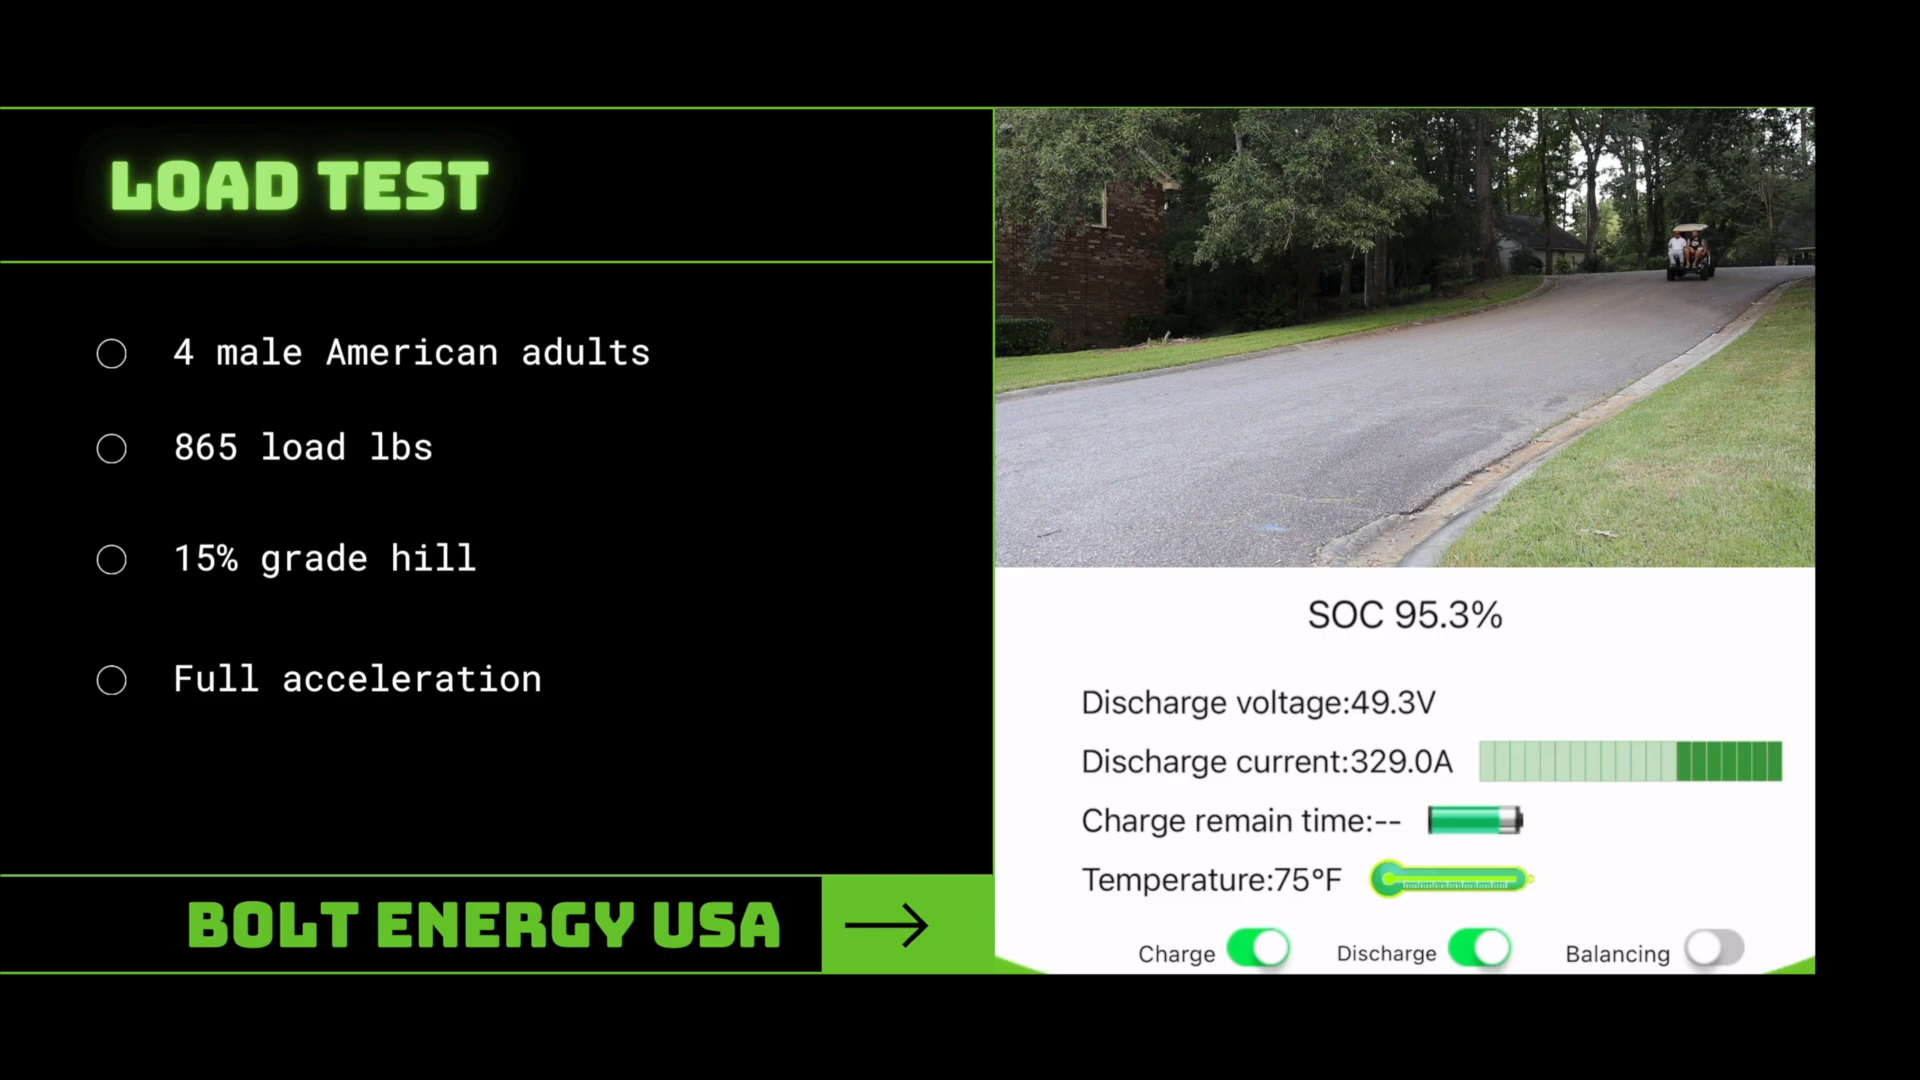 LOAD TEST
4 male American adults
865 load lbs
15% grade hill
Full acceleration
BOLT ENERGY USA
SOC 95.3%
Discharge voltage:49.3V
Discharge current:329.0A
Charge remain time:--
Temperature:75°F
Charge Discharge Balancing